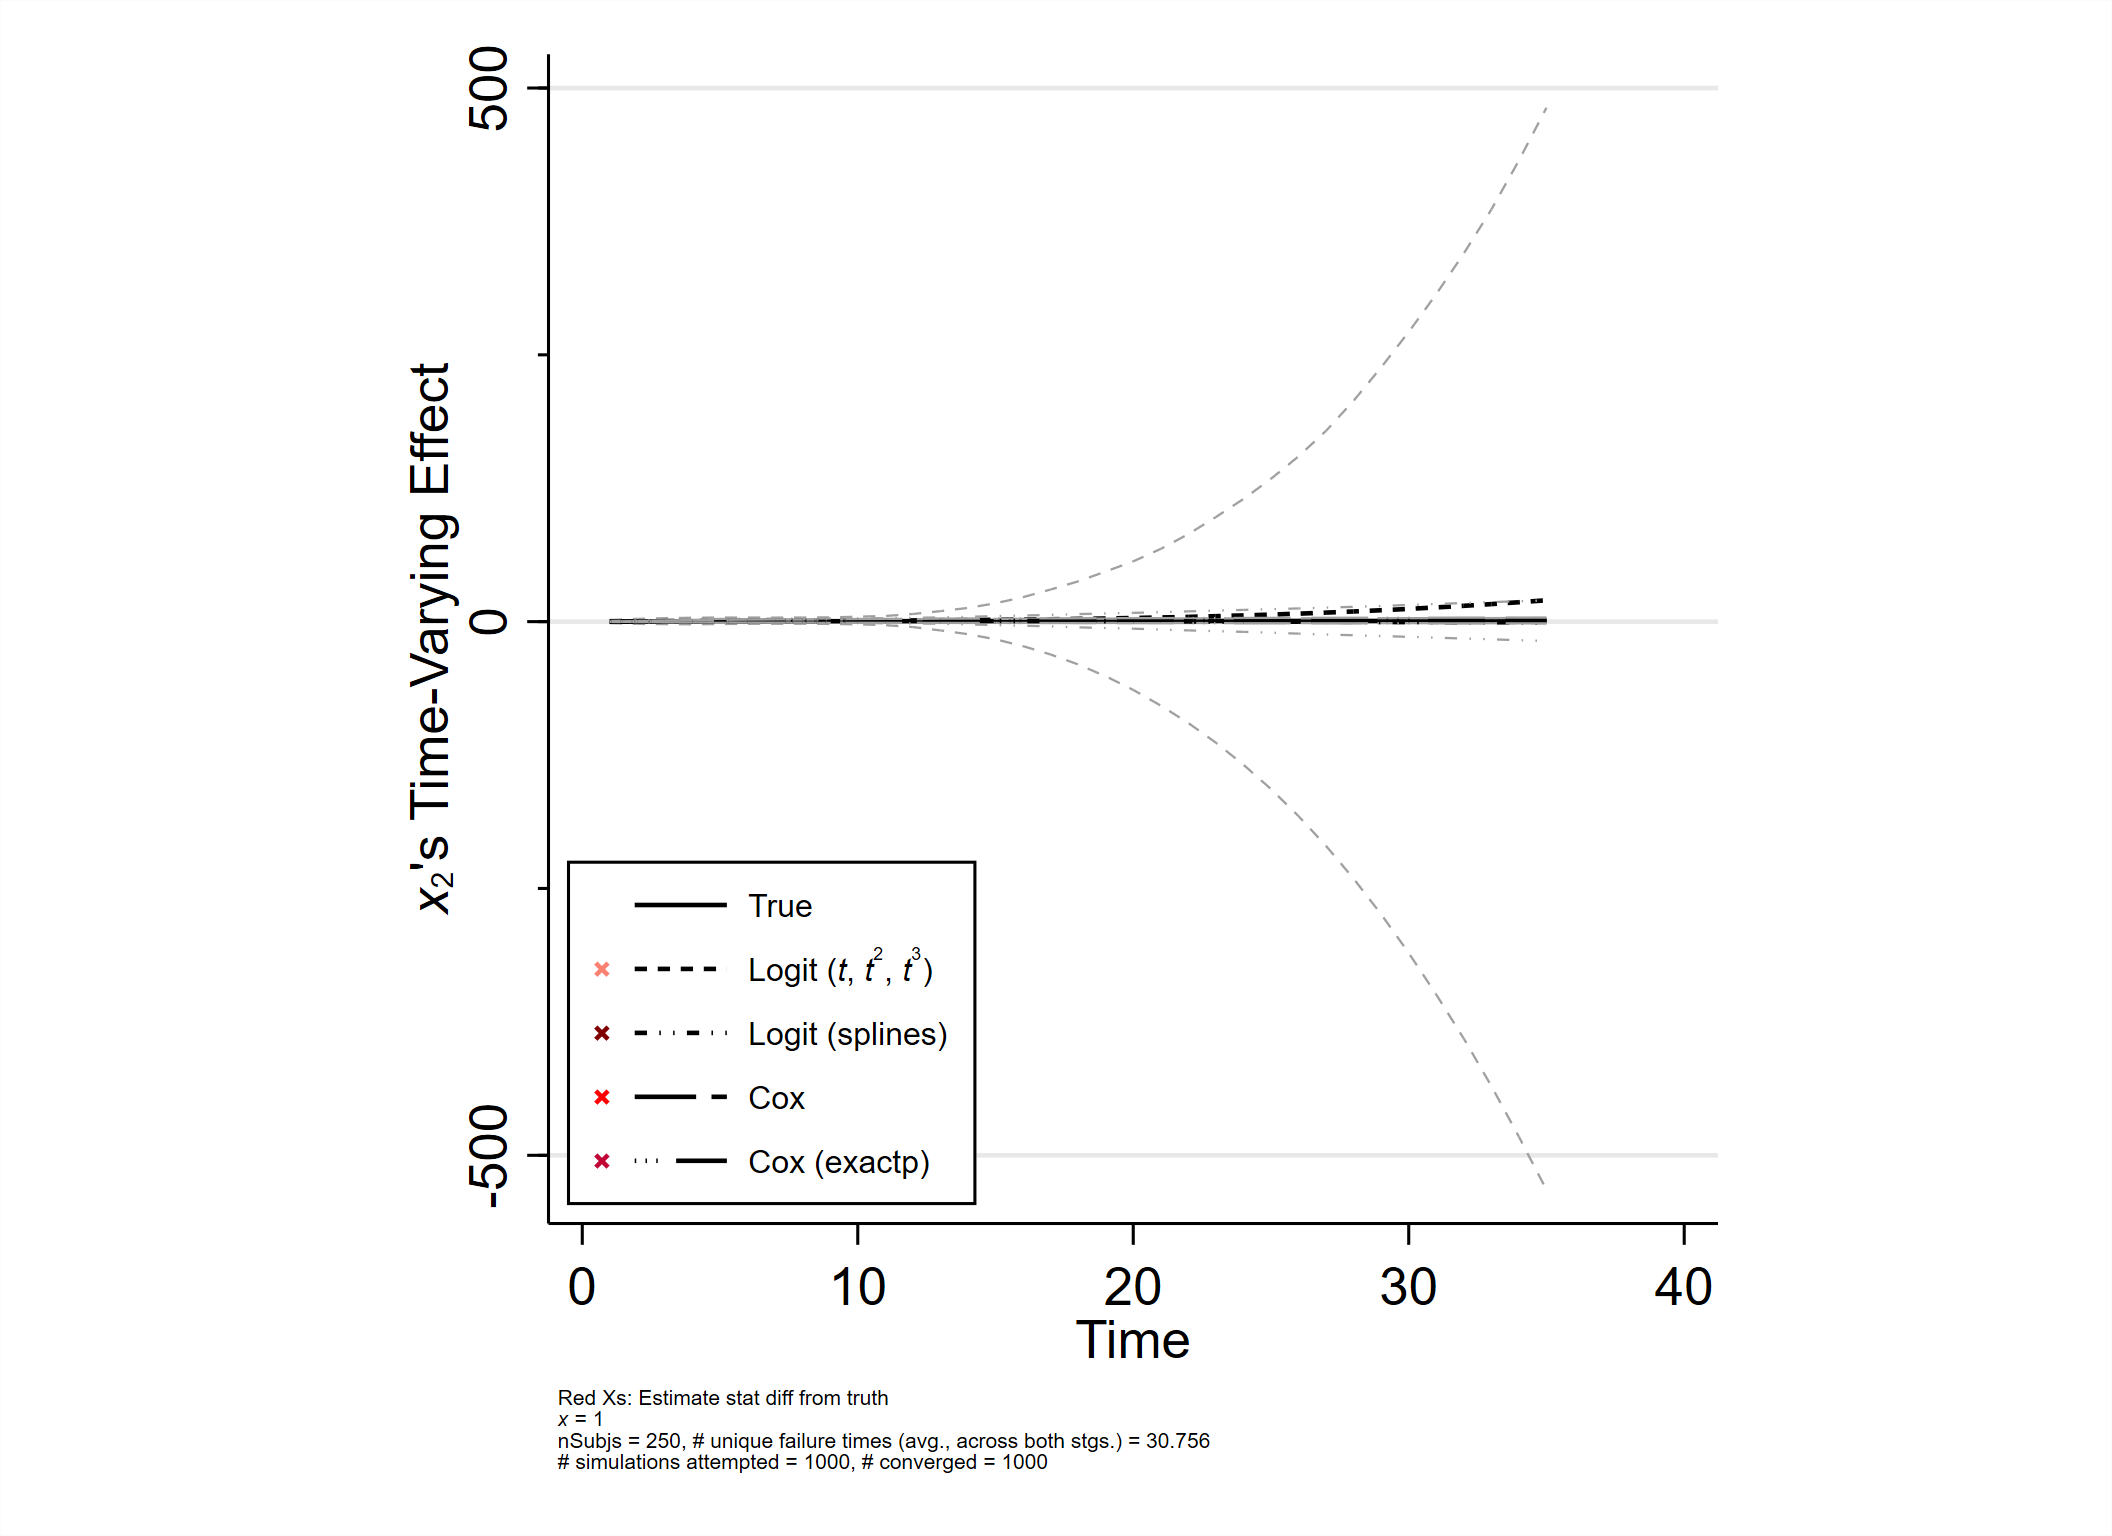 500
0
-500
x₂'s Time-Varying Effect
True
Logit (t, t², t³)
Logit (splines)
Cox
Cox (exactp)
0 10 20 30 40
Time
Red Xs: Estimate stat diff from truth
x = 1
nSubjs = 250, # unique failure times (avg., across both stgs.) = 30.756
# simulations attempted = 1000, # converged = 1000